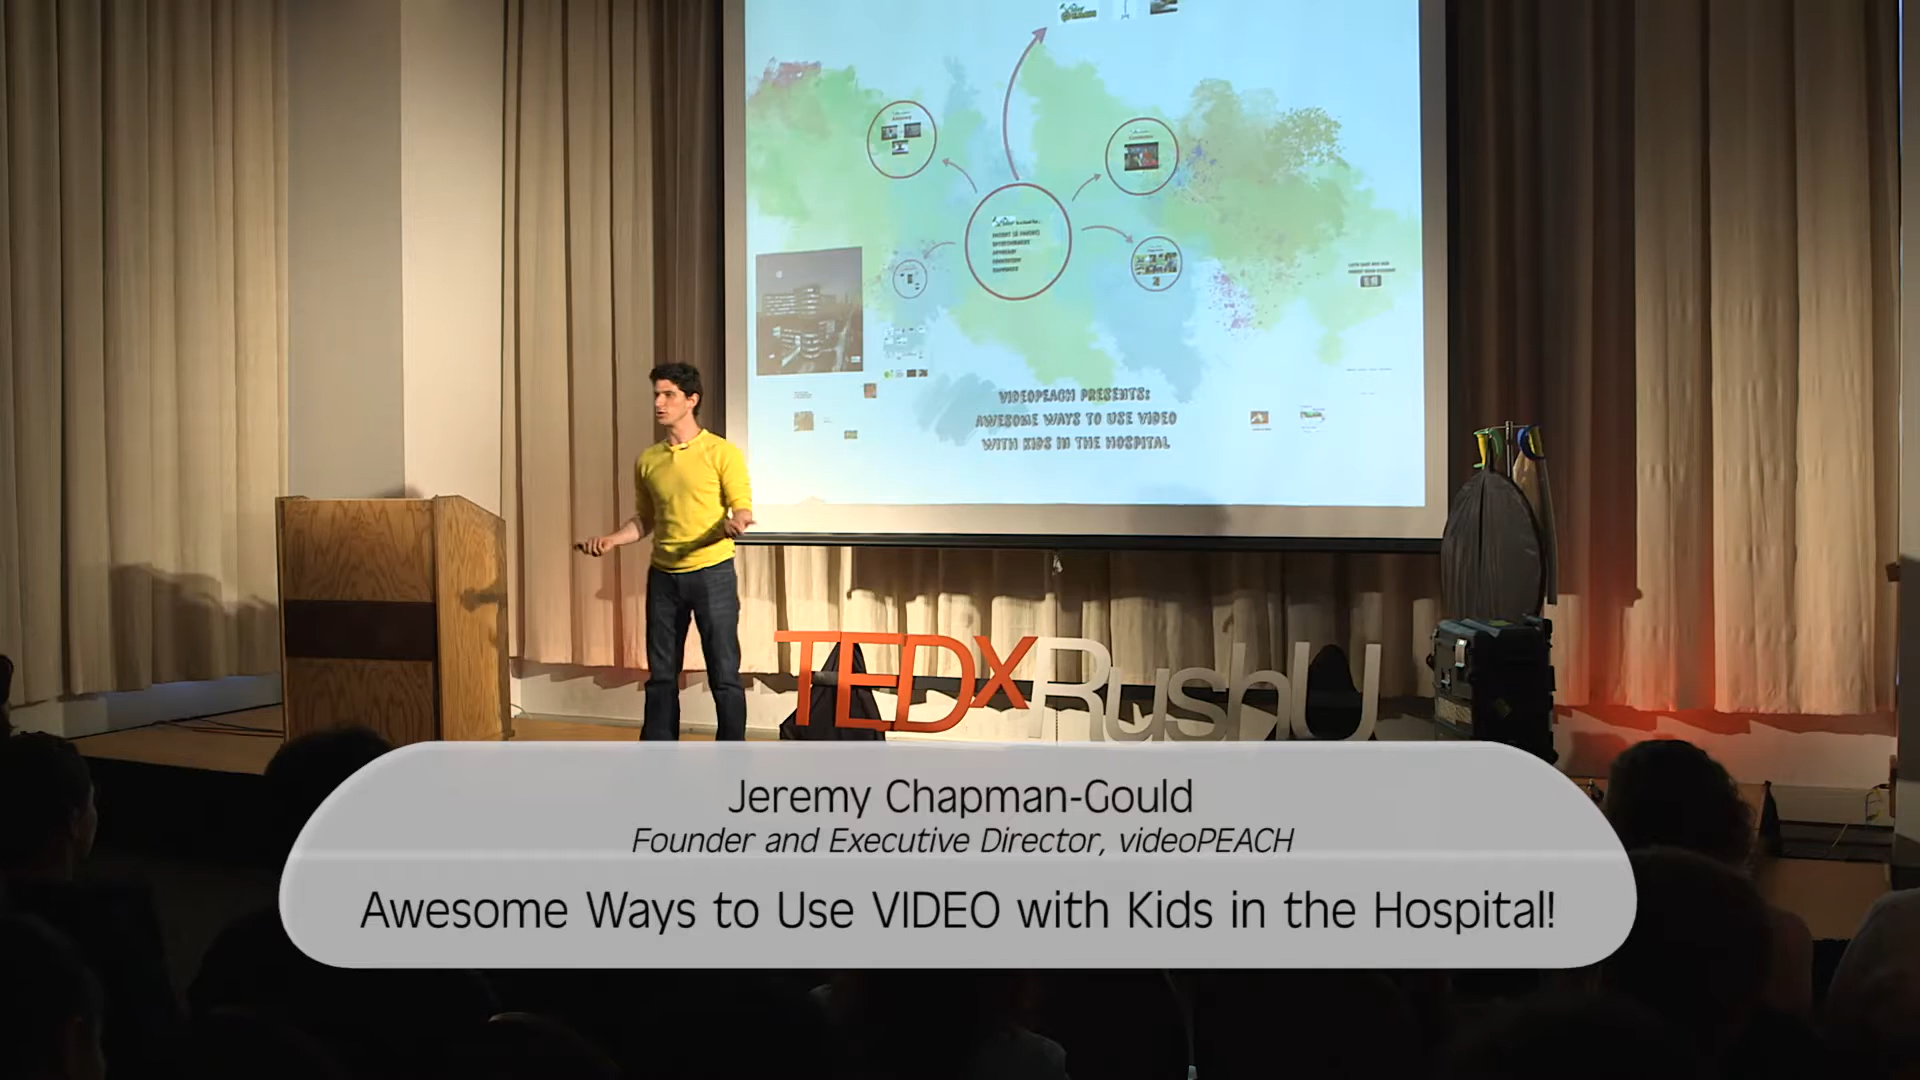 VIDEOPEACH PRESENTS:
AWESOME WAYS TO USE VIDEO
WITH KIDS IN THE HOSPITAL
TEDxRushU
Jeremy Chapman-Gould
Founder and Executive Director, videoPEACH
Awesome Ways to Use VIDEO with Kids in the Hospital!